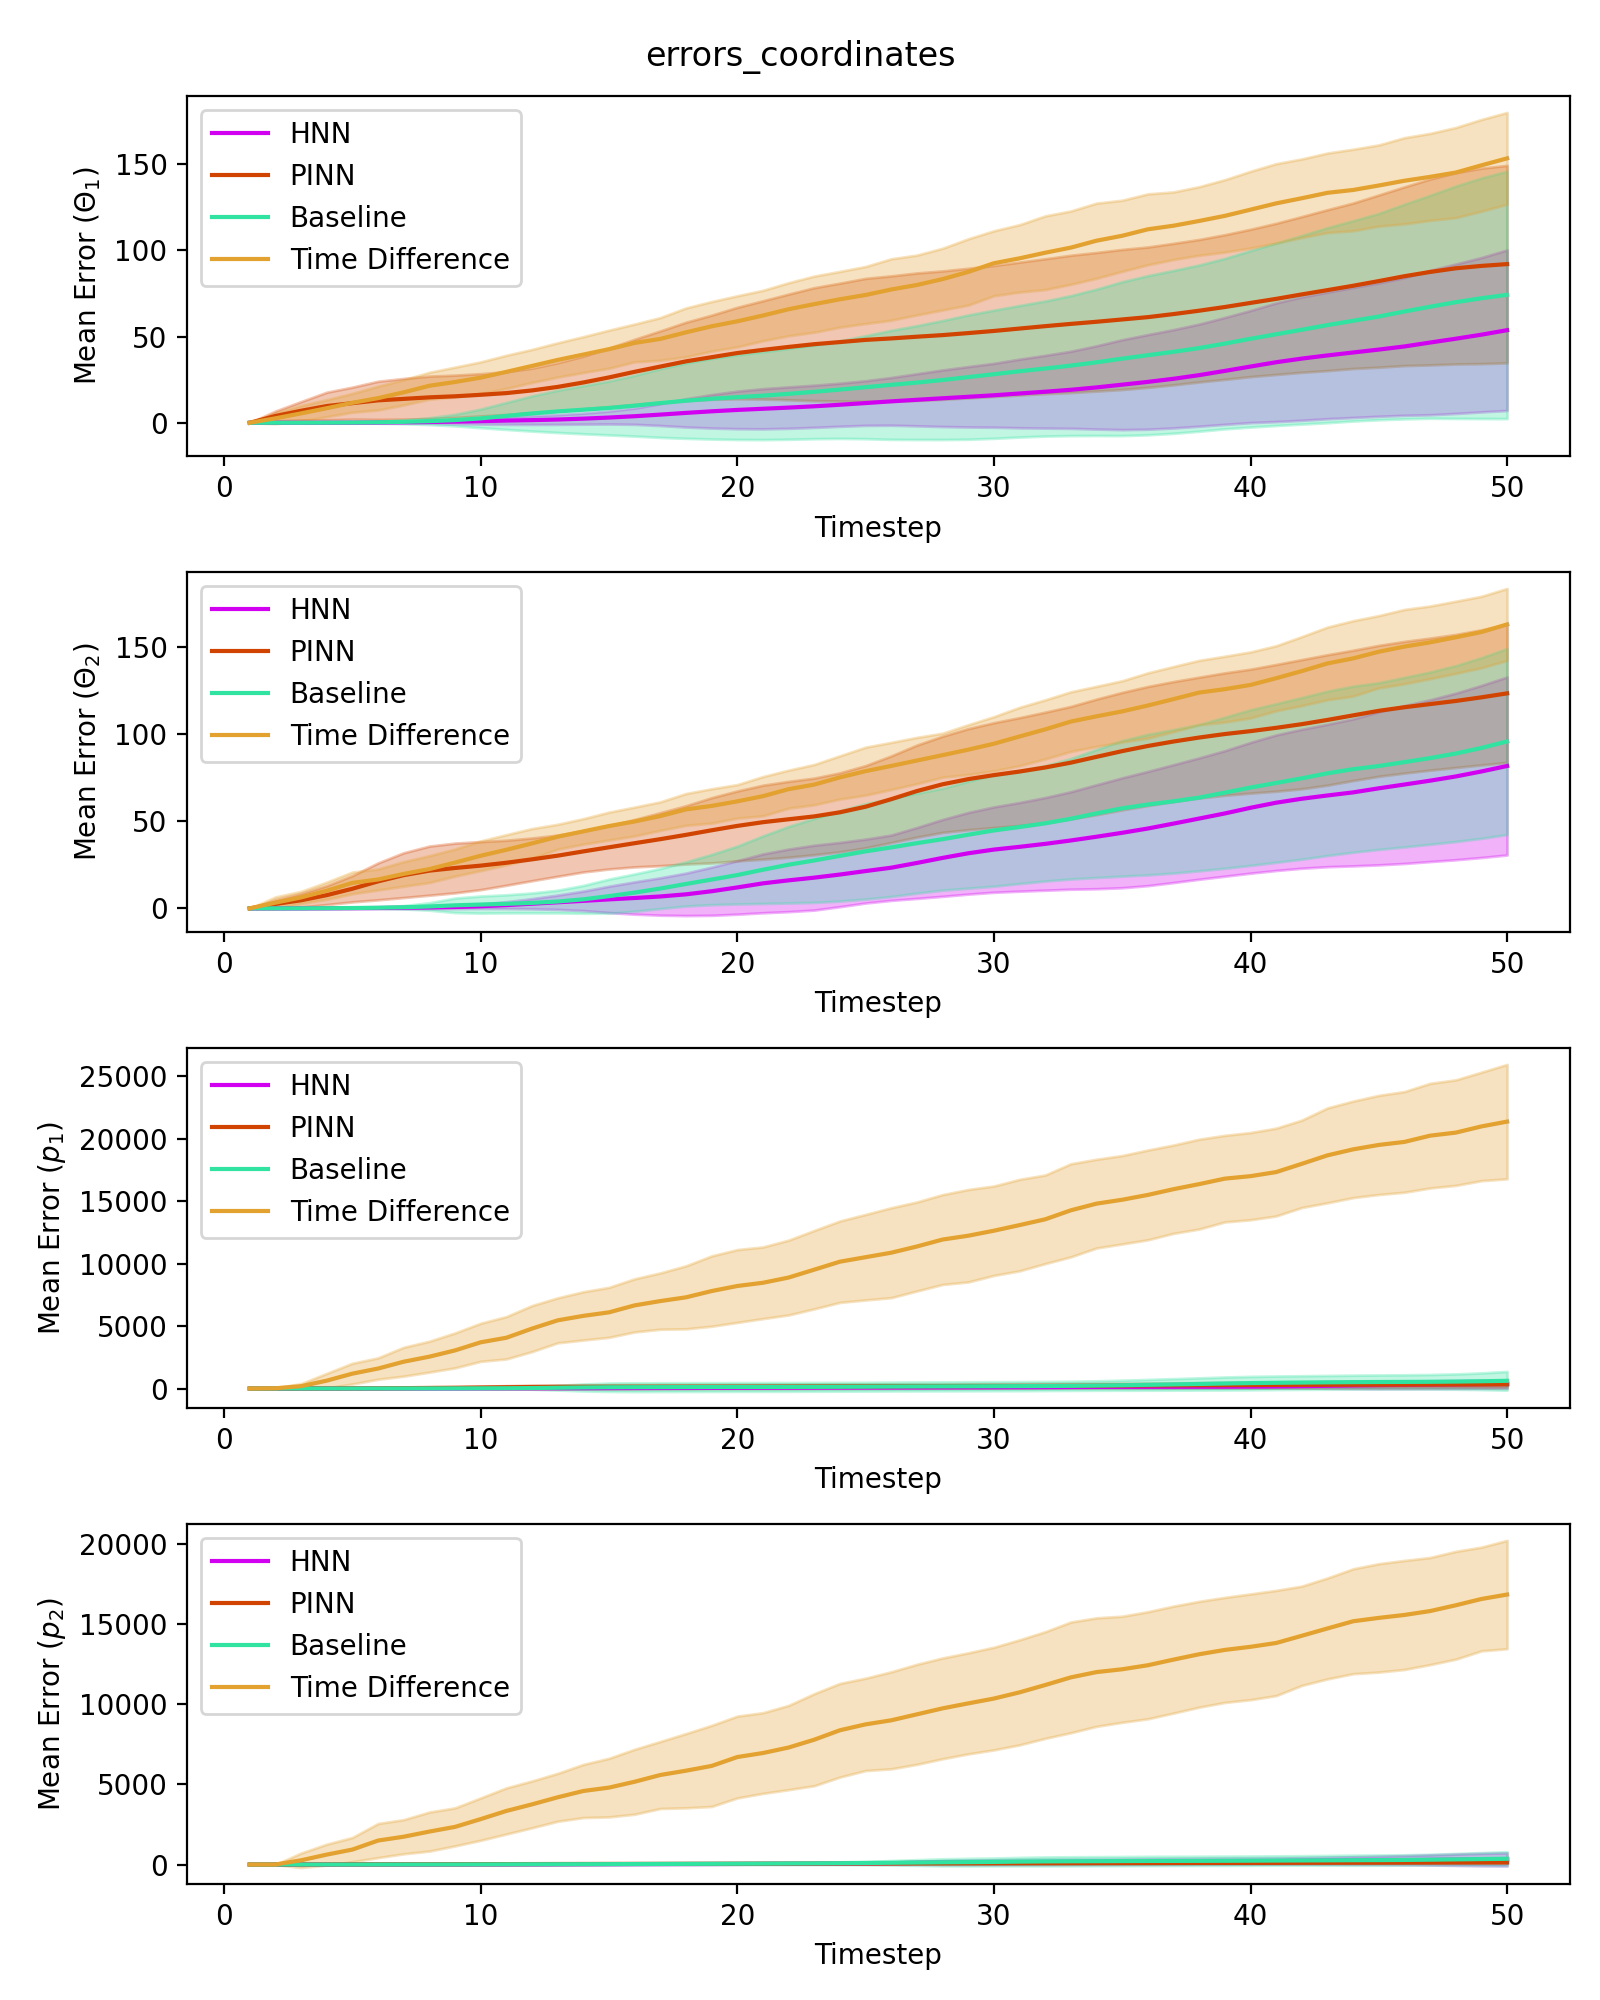 errors_coordinates
HNN
PINN
Baseline
Time Difference
Mean Error (Θ₁)
150
100
50
0
0 10 20 30 40 50
Timestep
HNN
PINN
Baseline
Time Difference
Mean Error (Θ₂)
150
100
50
0
0 10 20 30 40 50
Timestep
HNN
PINN
Baseline
Time Difference
Mean Error (p₁)
25000
20000
15000
10000
5000
0
0 10 20 30 40 50
Timestep
HNN
PINN
Baseline
Time Difference
Mean Error (p₂)
20000
15000
10000
5000
0
0 10 20 30 40 50
Timestep